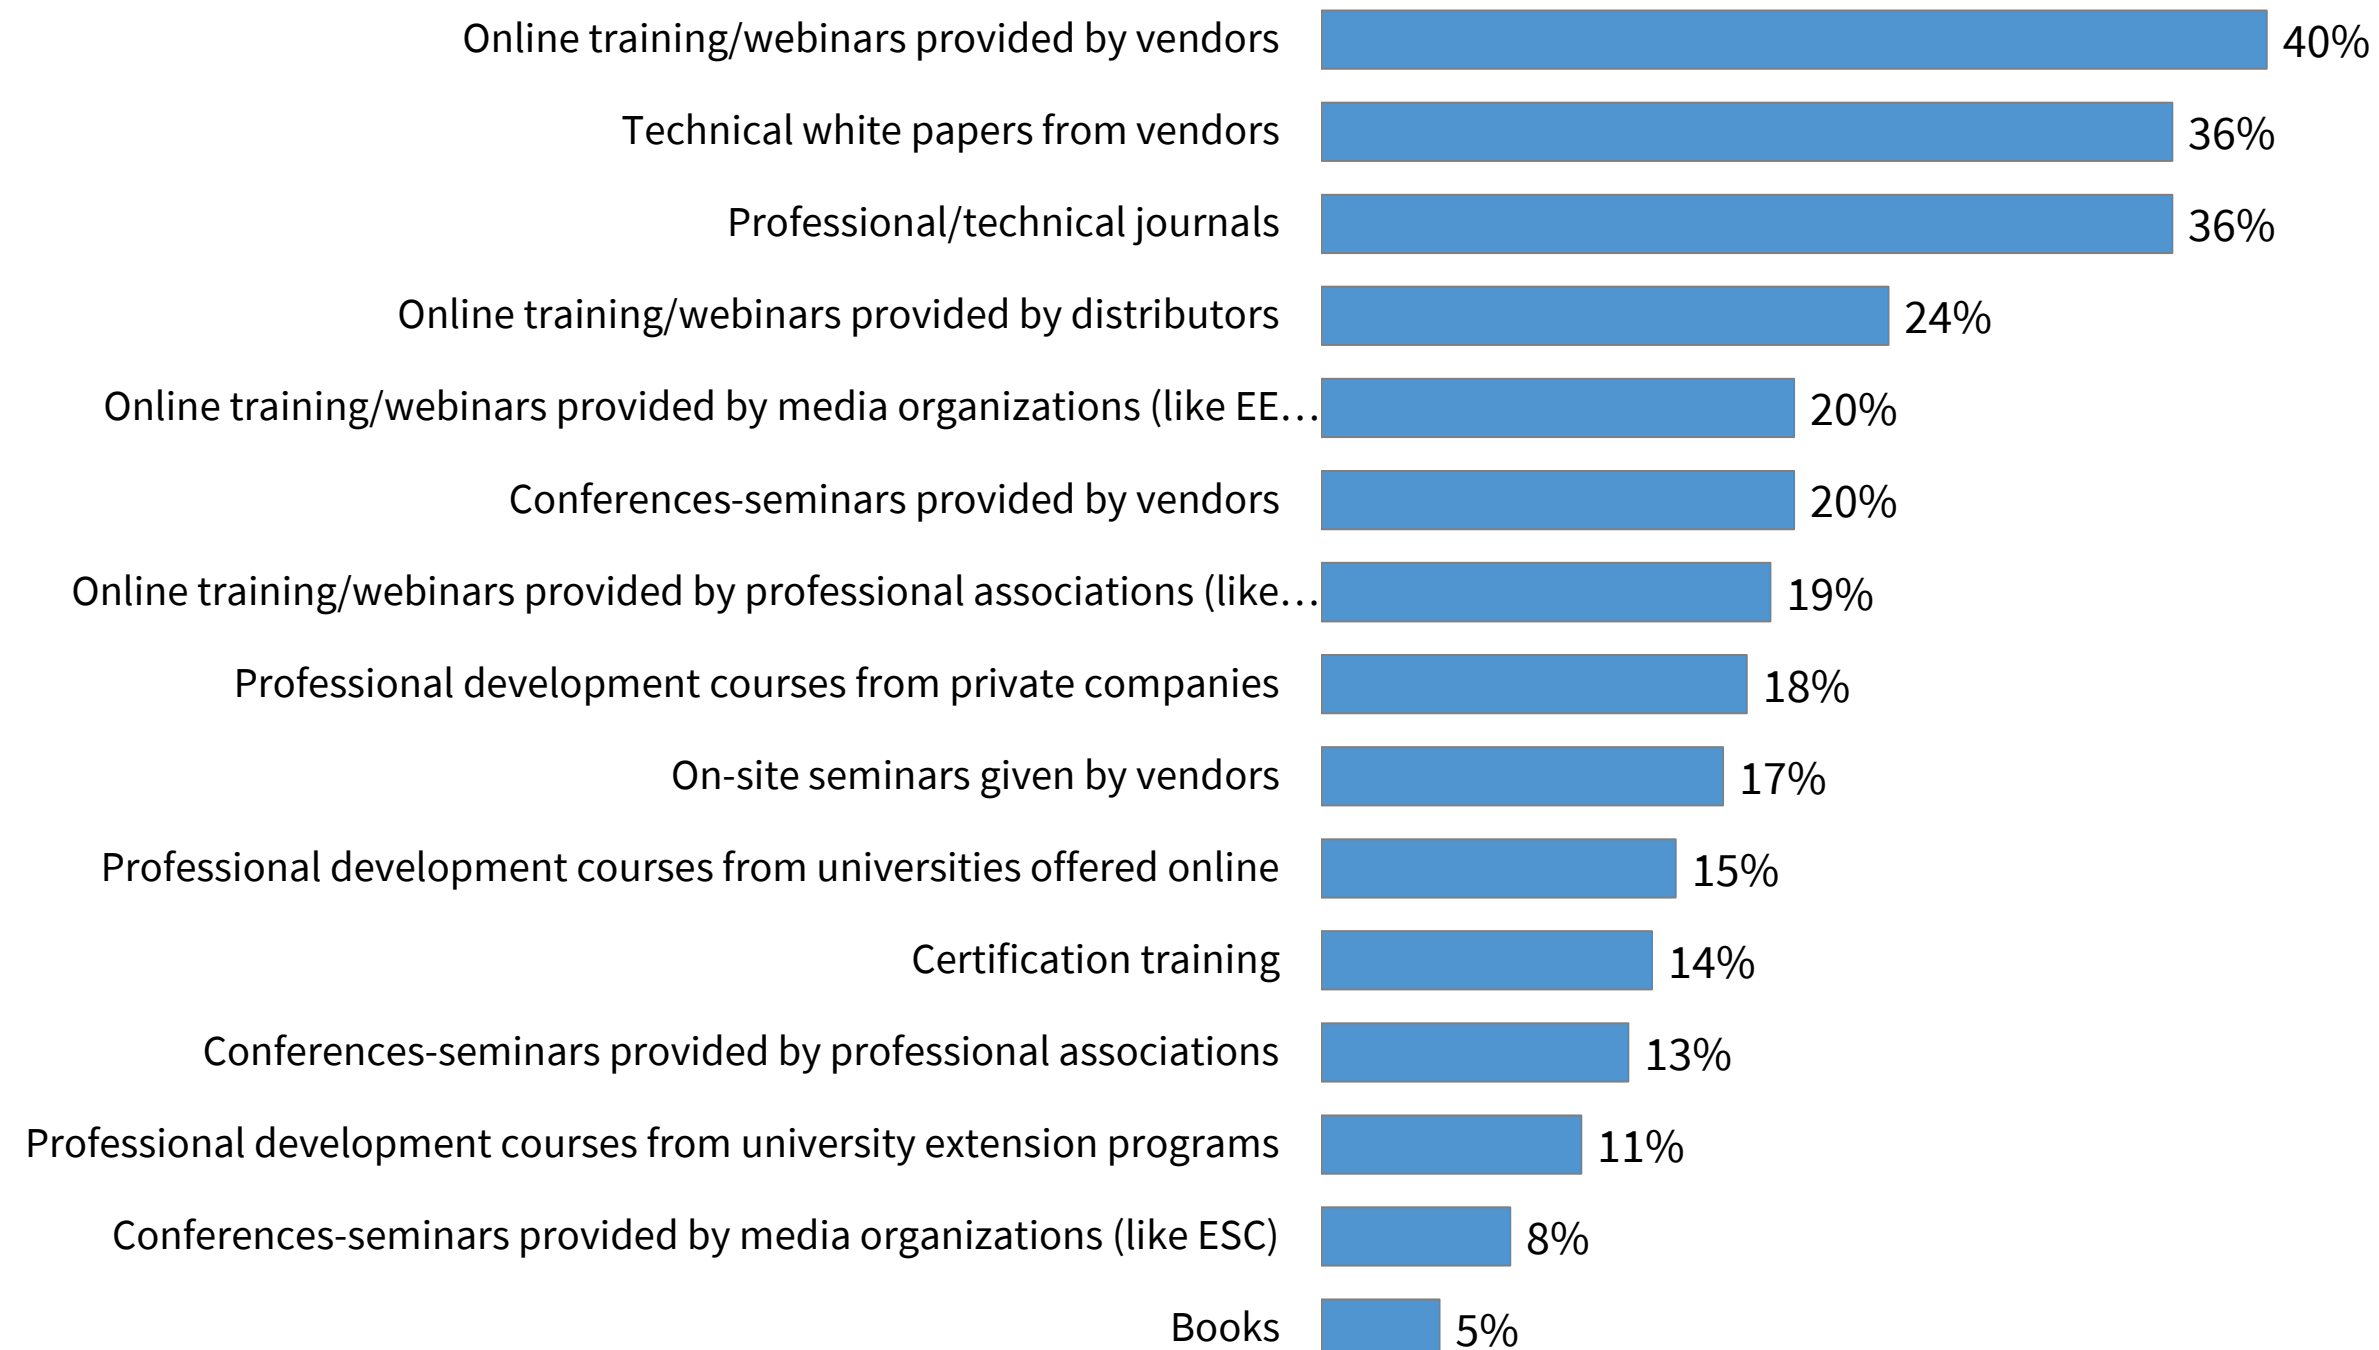 Online training/webinars provided by vendors 40%
Technical white papers from vendors 36%
Professional/technical journals 36%
Online training/webinars provided by distributors 24%
Online training/webinars provided by media organizations (like EE… 20%
Conferences-seminars provided by vendors 20%
Online training/webinars provided by professional associations (like… 19%
Professional development courses from private companies 18%
On-site seminars given by vendors 17%
Professional development courses from universities offered online 15%
Certification training 14%
Conferences-seminars provided by professional associations 13%
Professional development courses from university extension programs 11%
Conferences-seminars provided by media organizations (like ESC) 8%
Books 5%